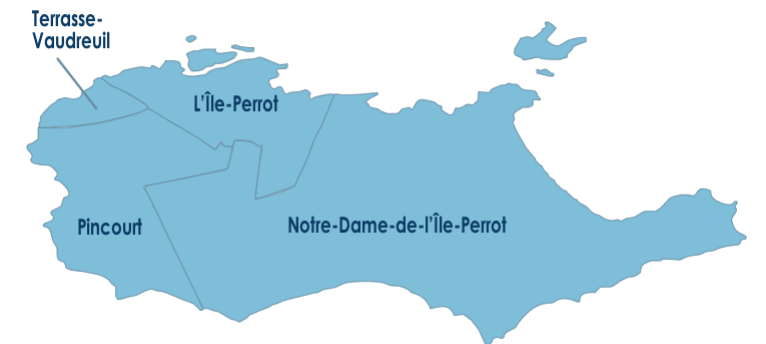 Terrasse-
Vaudreuil
L'Île-Perrot
Pincourt
Notre-Dame-de-l'Île-Perrot